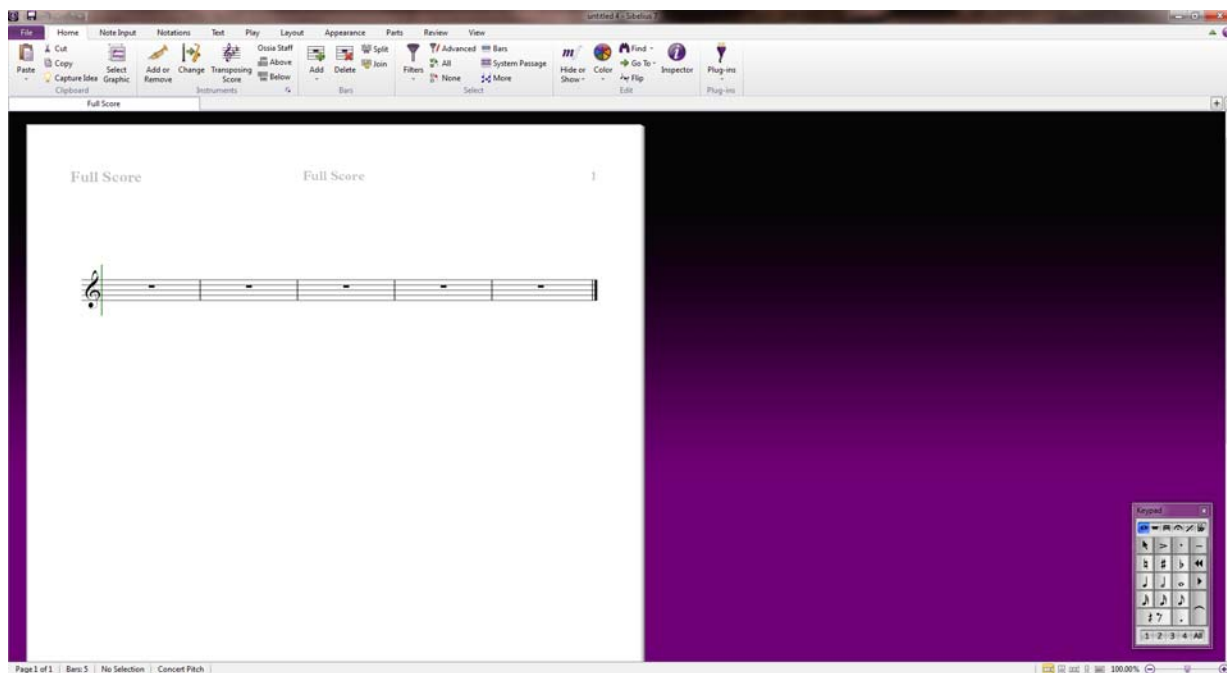 untitled 4 - Sibelius 7
File Home Note Input Notations Text Play Layout Appearance Parts Review View
Paste Cut Copy Capture Idea Select Graphic
Clipboard
Add or Remove Change Transposing Score Ossia Staff Above Below
Instruments
Add Delete Split Join
Bars
Filters Advanced All None Bars System Passage More
Select
Hide or Show Color Find Go To Flip Inspector
Edit
Plug-ins
Plug-ins
Full Score
Full Score Full Score 1
Keypad
1 2 3 4 All
Page 1 of 1 Bars: 5 No Selection Concert Pitch 100.00%